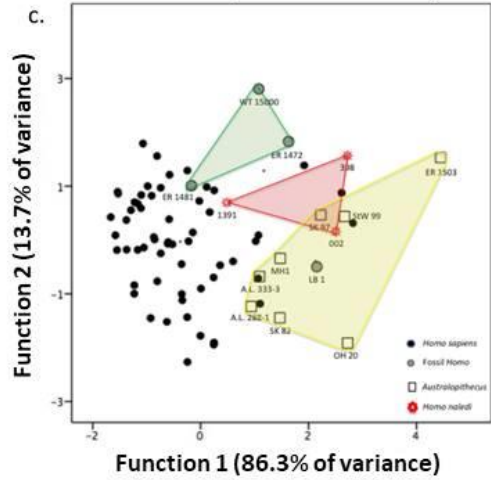 c.
Function 2 (13.7% of variance)
3
1
-1
-3
WT 15000
ER 1472
ER 1481
1391
398
ER 1503
SK 97
StW 99
002
MH1
LB 1
A.L. 333-3
A.L. 288-1
SK 82
OH 20
Homo sapiens
Fossil Homo
Australopithecus
Homo naledi
-2
0
2
4
Function 1 (86.3% of variance)